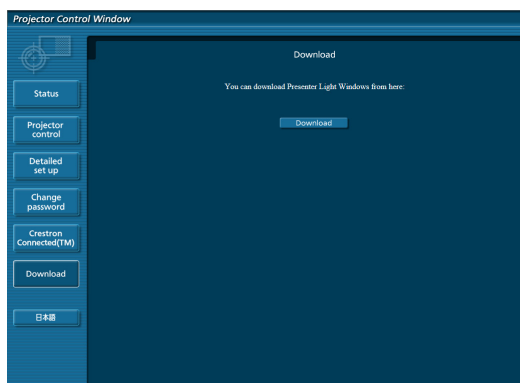 Projector Control Window
Status
Projector
control
Detailed
set up
Change
password
Crestron
Connected(TM)
Download
日本語
Download
You can download Presenter Light Windows from here:
Download